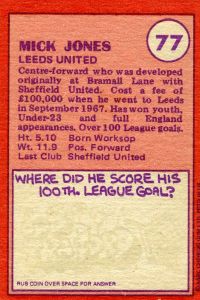 MICK JONES
77
LEEDS UNITED
Centre-forward who was developed
originally at Bramall Lane with
Sheffield United. Cost a fee of
£100,000 when he went to Leeds
in September 1967. Has won youth,
Under-23 and full England
appearances. Over 100 League goals.
Ht. 5.10 Born Worksop
Wt. 11.9 Pos. Forward
Last Club Sheffield United
WHERE DID HE SCORE HIS
100TH. LEAGUE GOAL?
RUB COIN OVER SPACE FOR ANSWER